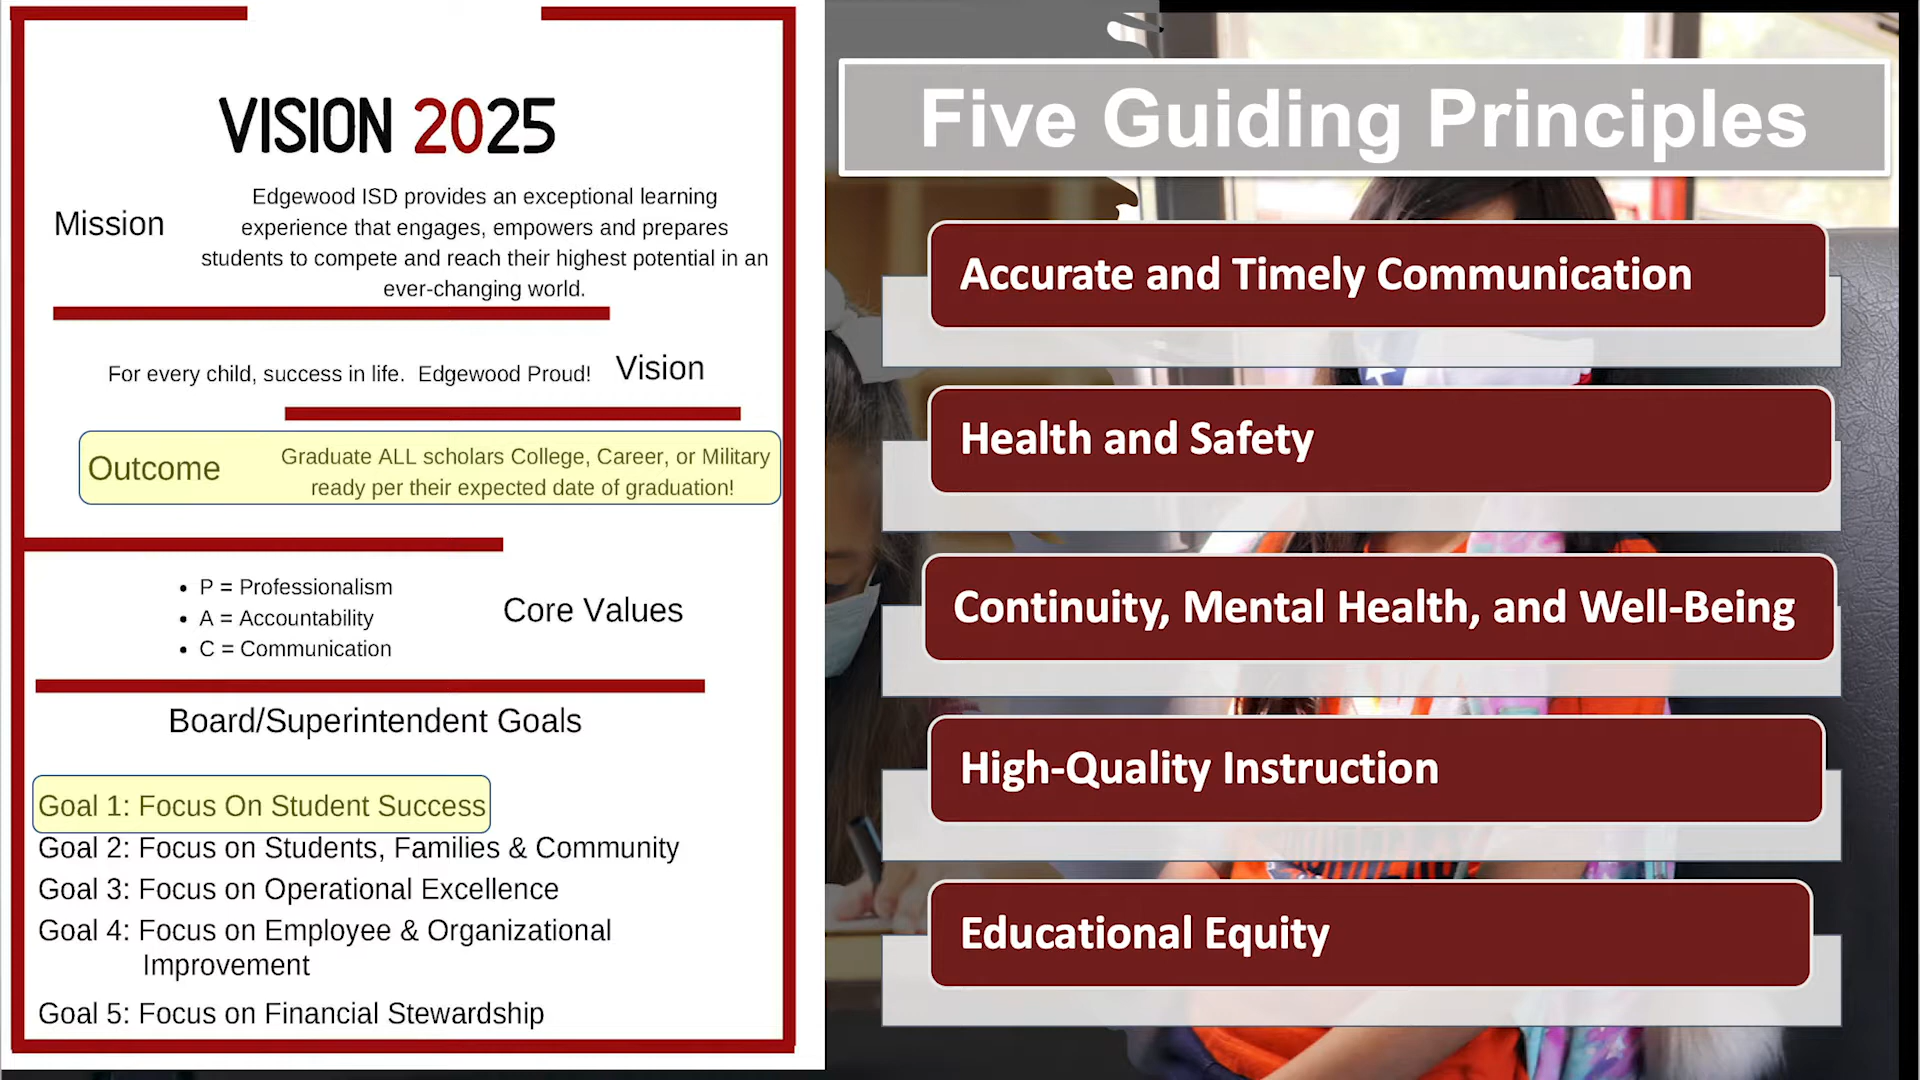 VISION 2025
Mission
Edgewood ISD provides an exceptional learning
experience that engages, empowers and prepares
students to compete and reach their highest potential in an
ever-changing world.
For every child, success in life. Edgewood Proud!
Vision
Outcome
Graduate ALL scholars College, Career, or Military
ready per their expected date of graduation!
• P = Professionalism
• A = Accountability
• C = Communication
Core Values
Board/Superintendent Goals
Goal 1: Focus On Student Success
Goal 2: Focus on Students, Families & Community
Goal 3: Focus on Operational Excellence
Goal 4: Focus on Employee & Organizational
Improvement
Goal 5: Focus on Financial Stewardship
Five Guiding Principles
Accurate and Timely Communication
Health and Safety
Continuity, Mental Health, and Well-Being
High-Quality Instruction
Educational Equity